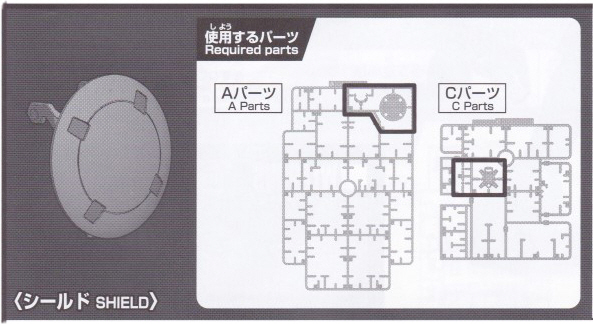 しよう
使用するパーツ
Required parts
Aパーツ
A Parts
Cパーツ
C Parts
〈シールド SHIELD〉